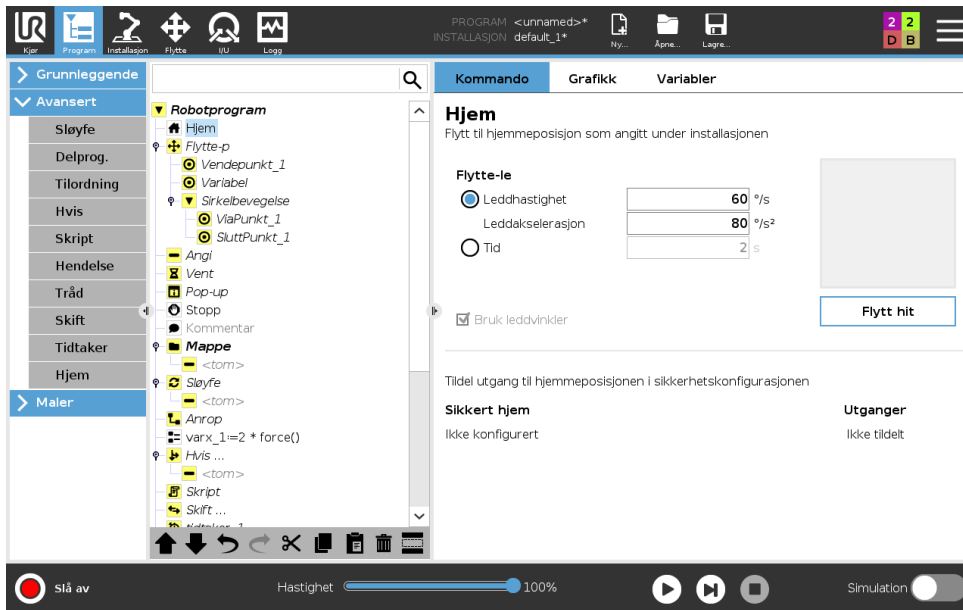 UR
Kjør
Program
Installasjon
Flytte
I/U
Logg
PROGRAM <unnamed>*
INSTALLASJON default_1*
Ny...
Åpne...
Lagre...
2 2
D B
Grunnleggende
Avansert
Sløyfe
Delprog.
Tilordning
Hvis
Skript
Hendelse
Tråd
Skift
Tidtaker
Hjem
Maler
Robotprogram
Hjem
Flytte-p
Vendepunkt_1
Variabel
Sirkelbevegelse
ViaPunkt_1
SluttPunkt_1
Angi
Vent
Pop-up
Stopp
Kommentar
Mappe
<tom>
Sløyfe
<tom>
Anrop
varx_1:=2 * force()
Hvis ...
<tom>
Skript
Skift ...
tidtaker_1
Kommando Grafikk Variabler
Hjem
Flytt til hjemmeposisjon som angitt under installasjonen
Flytte-le
Leddhastighet 60 °/s
Leddakselerasjon 80 °/s²
Tid 2 s
Flytt hit
Bruk leddvinkler
Tildel utgang til hjemmeposisjonen i sikkerhetskonfigurasjonen
Sikkert hjem Utganger
Ikke konfigurert Ikke tildelt
Slå av
Hastighet 100%
Simulation